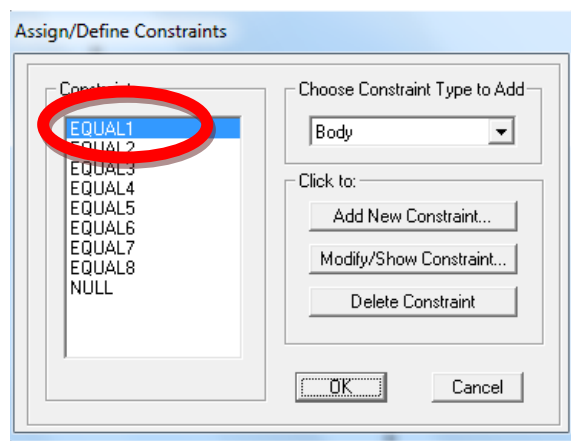 Assign/Define Constraints
Constraints
EQUAL1
EQUAL2
EQUAL3
EQUAL4
EQUAL5
EQUAL6
EQUAL7
EQUAL8
NULL
Choose Constraint Type to Add
Body
Click to:
Add New Constraint...
Modify/Show Constraint...
Delete Constraint
OK
Cancel